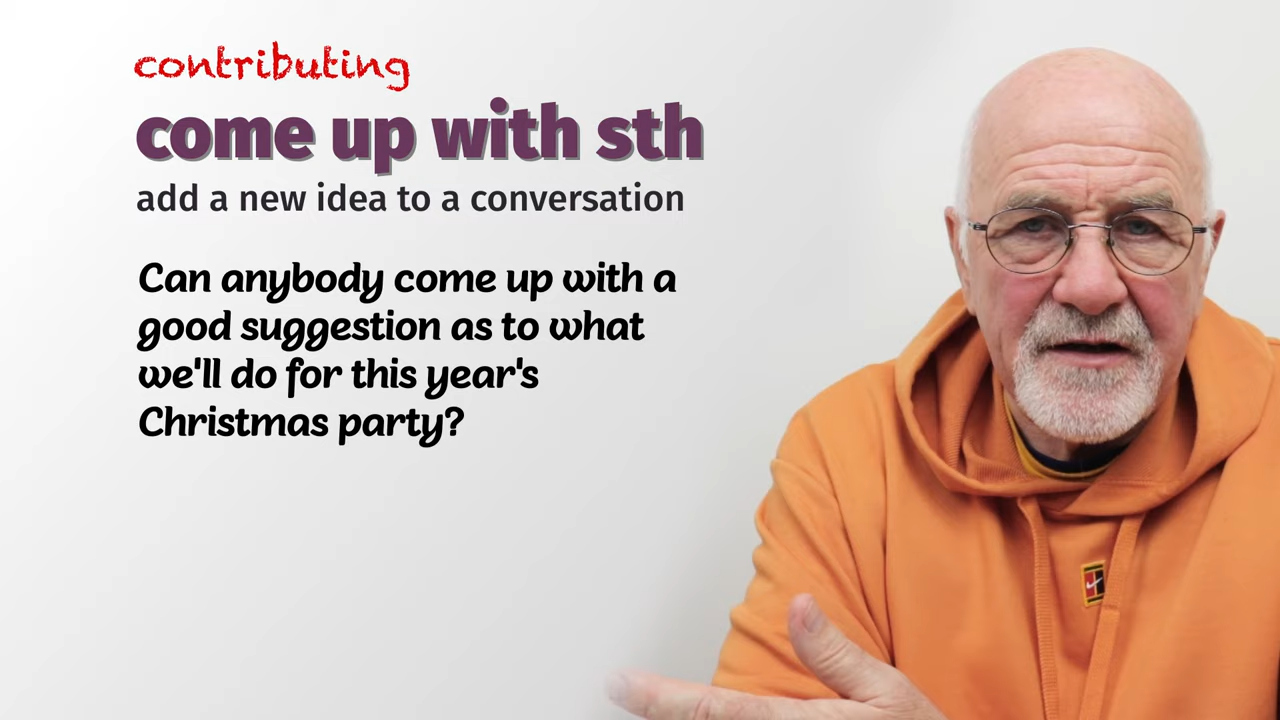 contributing
come up with sth
add a new idea to a conversation
Can anybody come up with a
good suggestion as to what
we'll do for this year's
Christmas party?